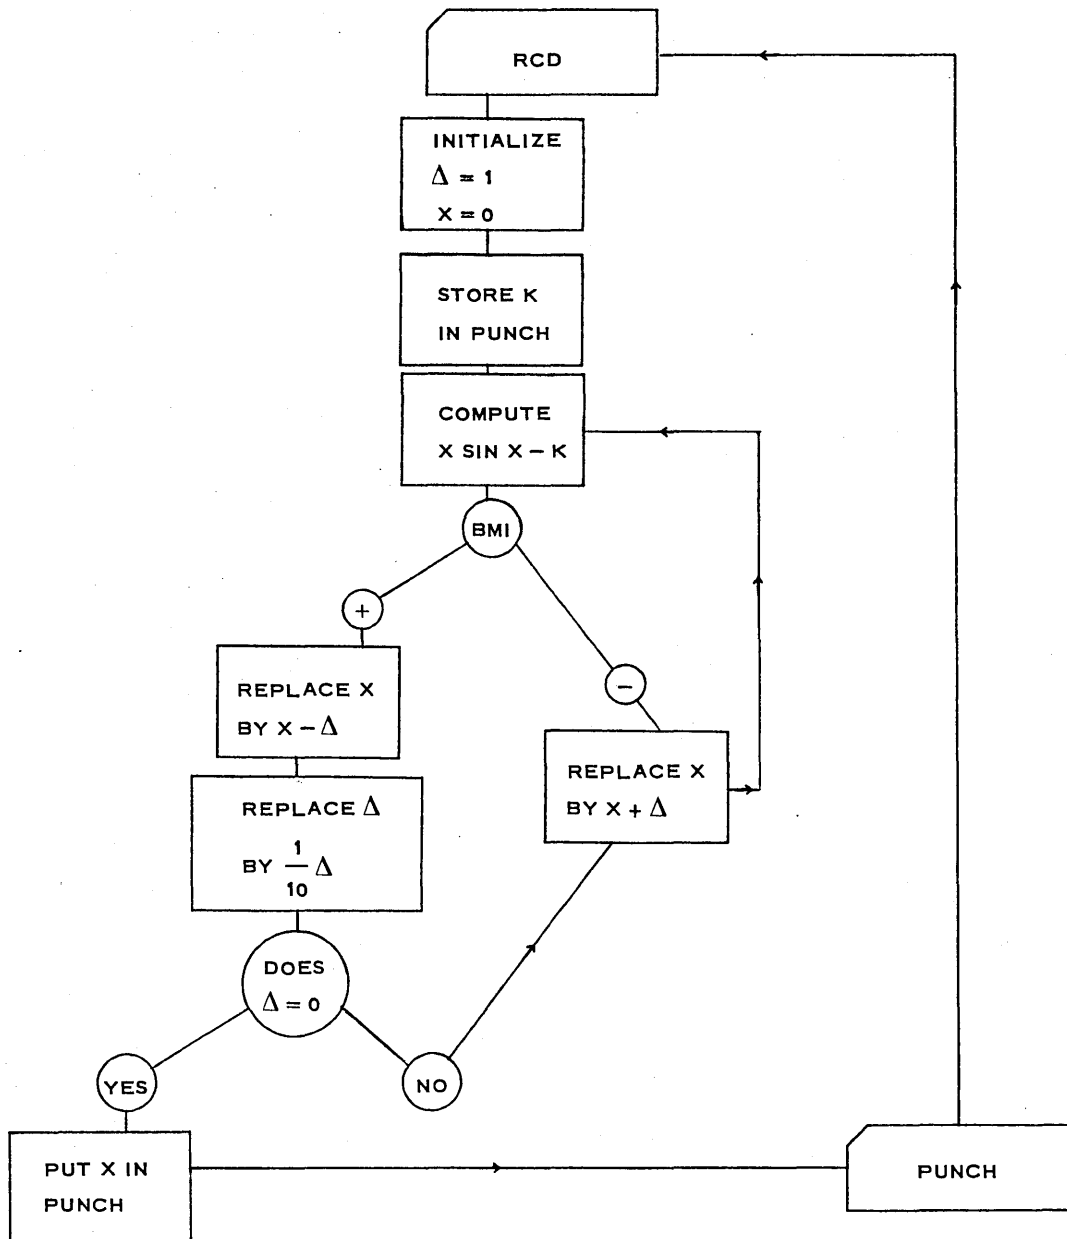 RCD
INITIALIZE
Δ = 1
X = 0
STORE K
IN PUNCH
COMPUTE
X SIN X – K
BMI
+
–
REPLACE X
BY X – Δ
REPLACE X
BY X + Δ
REPLACE Δ
BY 1/10 Δ
DOES
Δ = 0
YES
NO
PUT X IN
PUNCH
PUNCH